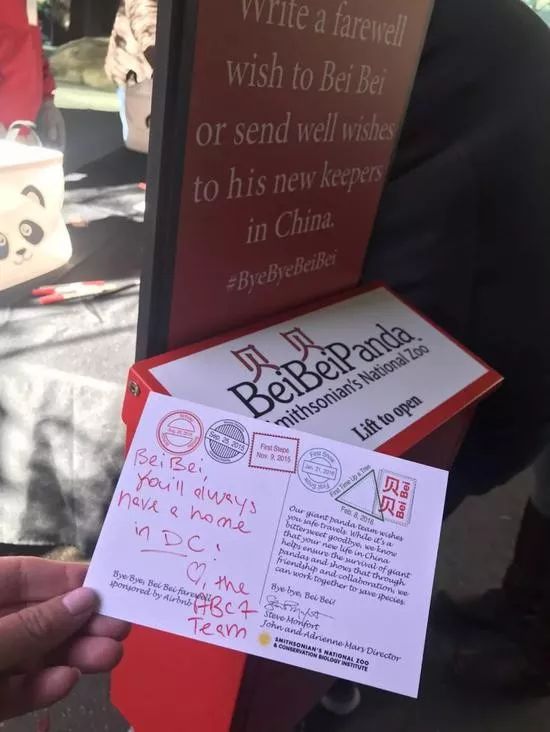 Write a farewell
wish to Bei Bei
or send well wishes
to his new keepers
in China.
#ByeByeBeiBei
贝贝
BeiBeiPanda
Smithsonian's National Zoo
Lift to open
Sep. 25, 2015
First Steps
Nov. 9, 2015
First Snow
Jan. 21, 2016
First Time Up a Tree
Feb. 8, 2016
贝贝
Bei Bei
Bei Bei,
You'll always
have a home
in DC!
♡, the
ABC7
Team
Bye Bye, Bei Bei farewell
sponsored by Airbnb
Our giant panda team wishes
you safe travels. While it's a
bittersweet goodbye, we know
that your new life in China
helps ensure the survival of giant
pandas and shows that through
friendship and collaboration, we
can work together to save species.
Bye bye, Bei Bei!
Steve Monfort
John and Adrienne Mars Director
SMITHSONIAN'S NATIONAL ZOO
& CONSERVATION BIOLOGY INSTITUTE